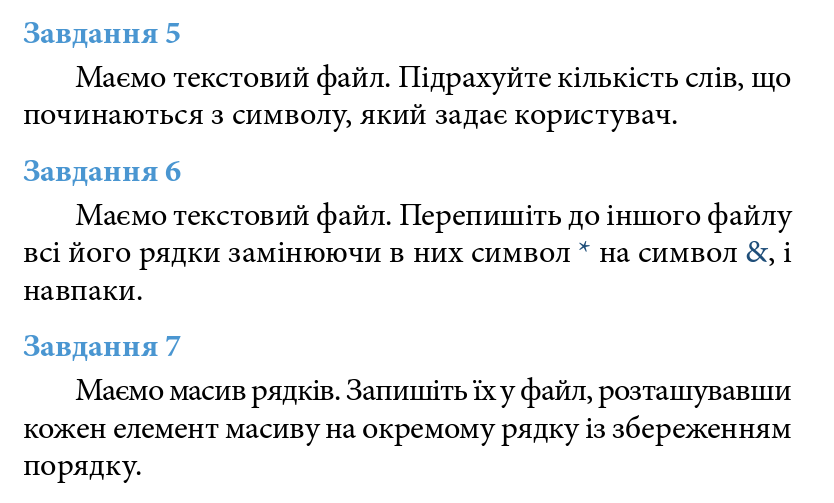 Завдання 5
Маємо текстовий файл. Підрахуйте кількість слів, що
починаються з символу, який задає користувач.
Завдання 6
Маємо текстовий файл. Перепишіть до іншого файлу
всі його рядки замінюючи в них символ * на символ &, і
навпаки.
Завдання 7
Маємо масив рядків. Запишіть їх у файл, розташувавши
кожен елемент масиву на окремому рядку із збереженням
порядку.